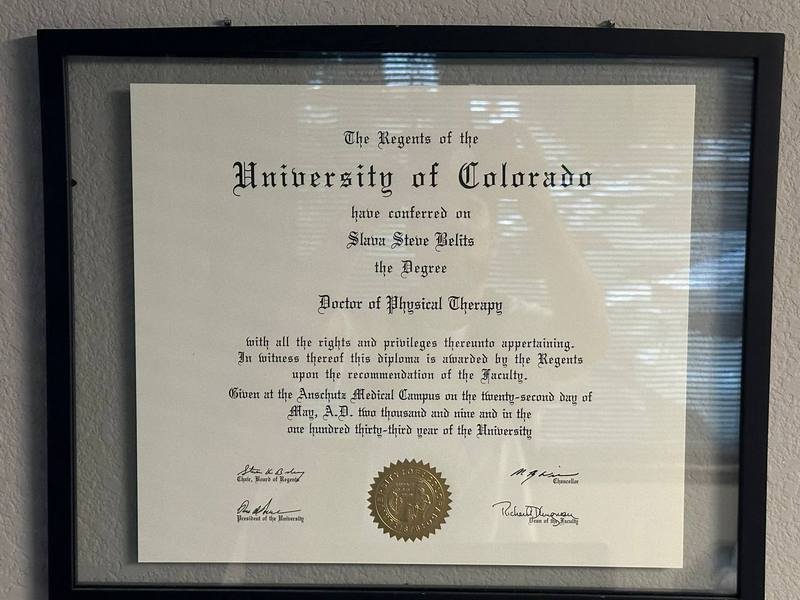 The Regents of the
University of Colorado
have conferred on
Slava Steve Belits
the Degree
Doctor of Physical Therapy
with all the rights and privileges thereunto appertaining.
In witness thereof this diploma is awarded by the Regents
upon the recommendation of the Faculty.
Given at the Anschutz Medical Campus on the twenty-second day of
May, A.D. two thousand and nine and in the
one hundred thirty-third year of the University
Chair, Board of Regents
Chancellor
President of the University
Dean of the Faculty